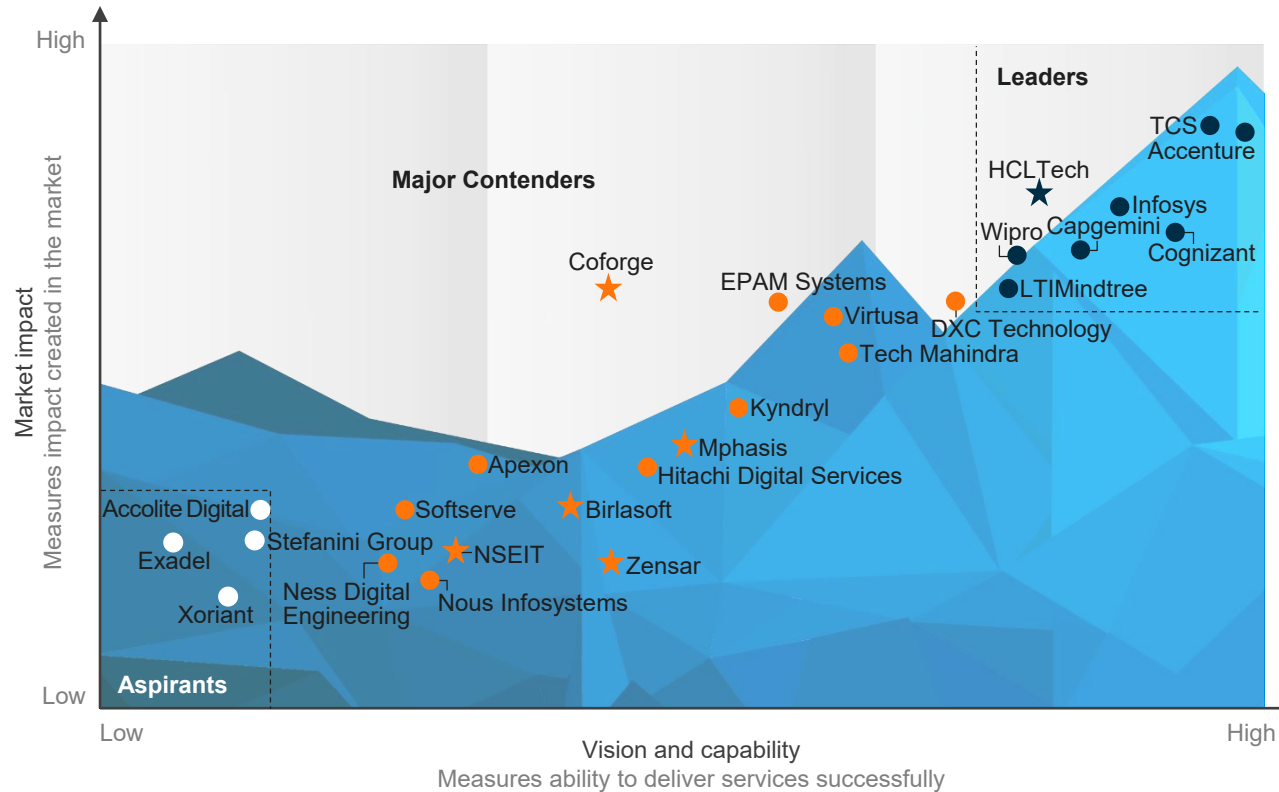 High
Leaders
TCS
Accenture
Major Contenders
HCLTech
Infosys
Wipro
Capgemini
Cognizant
Coforge
EPAM Systems
LTIMindtree
Virtusa
DXC Technology
Tech Mahindra
Market impact
Measures impact created in the market
Kyndryl
Mphasis
Apexon
Hitachi Digital Services
Accolite Digital
Softserve
Birlasoft
Stefanini Group
Exadel
NSEIT
Zensar
Ness Digital
Engineering
Nous Infosystems
Xoriant
Aspirants
Low
Low
High
Vision and capability
Measures ability to deliver services successfully